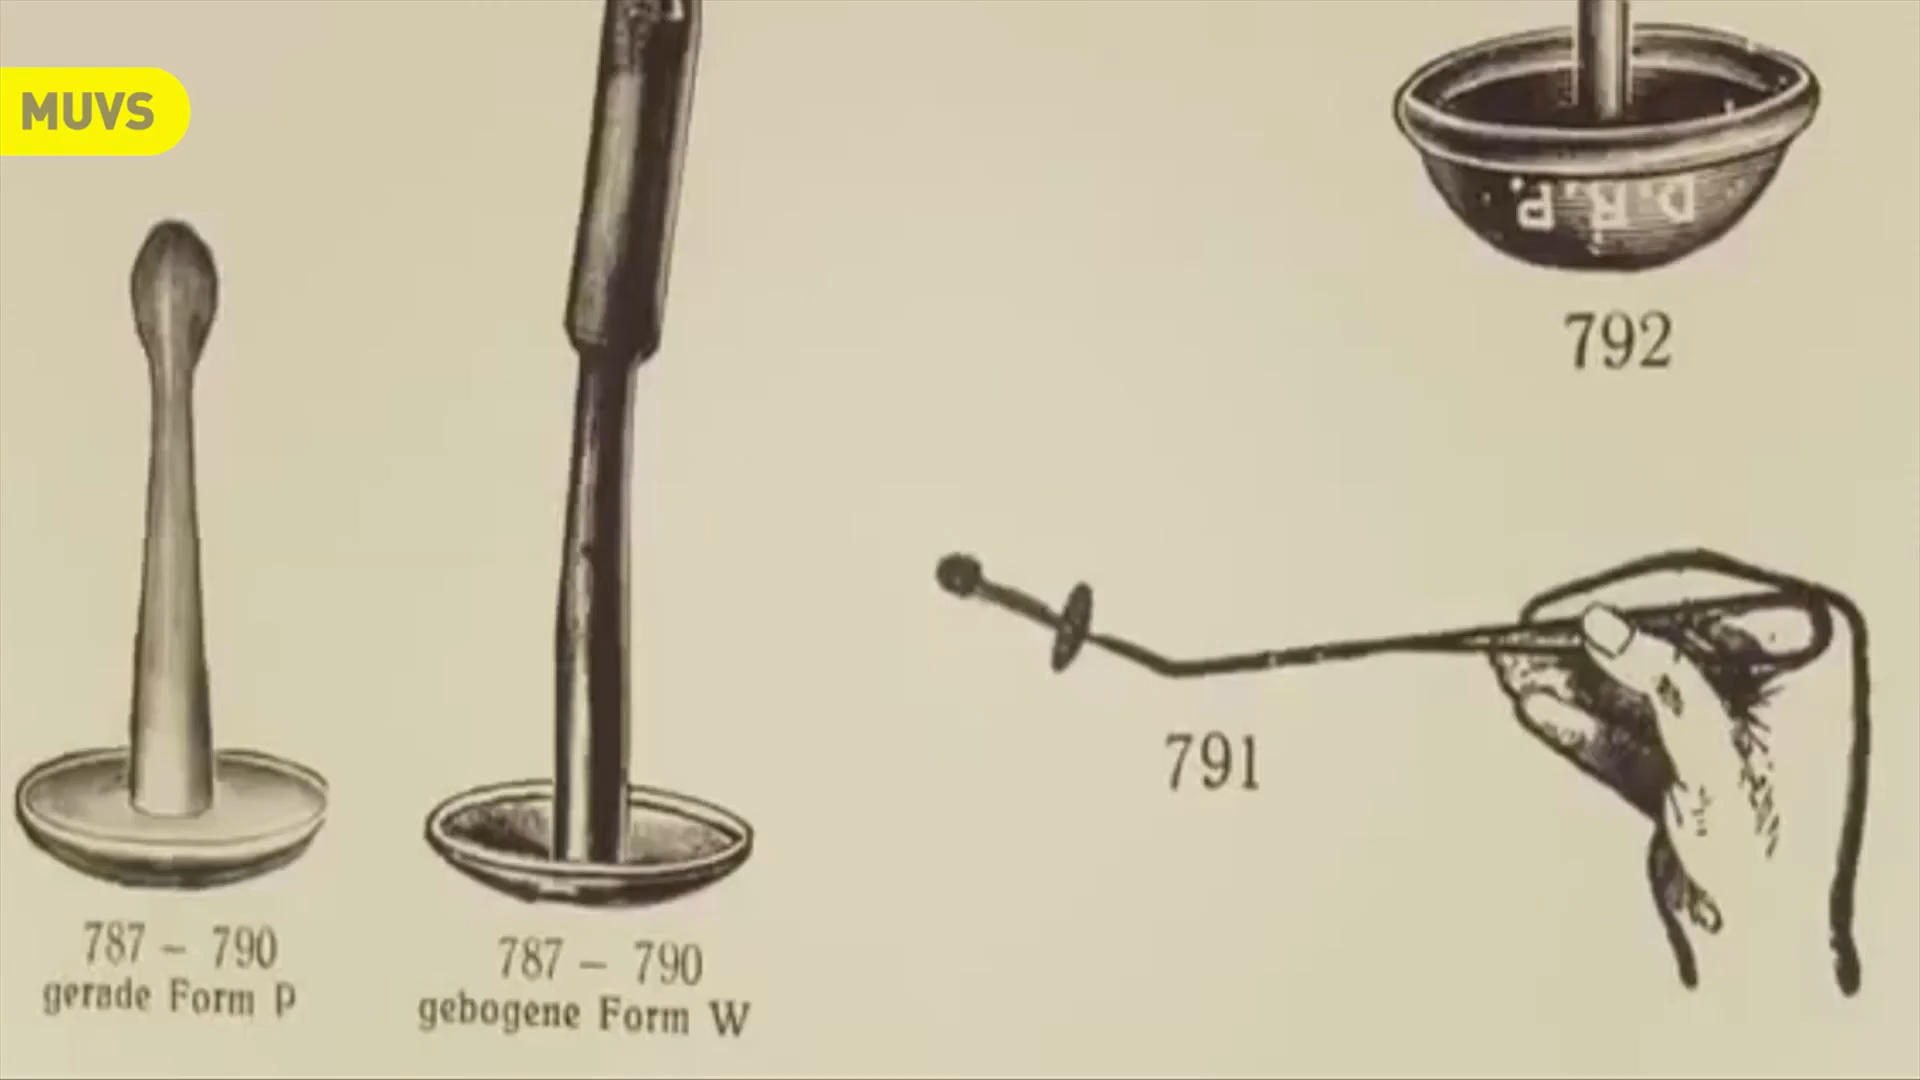 MUVS
D.R.P.
792
791
787 – 790
gerade Form P
787 – 790
gebogene Form W